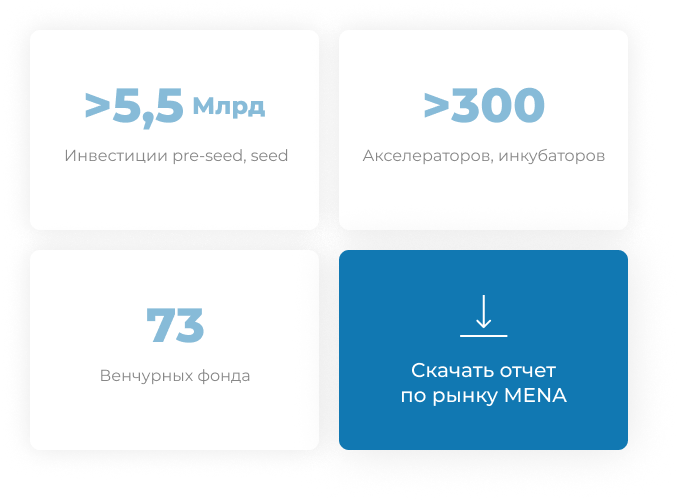 >5,5 Млрд
Инвестиции pre-seed, seed
>300
Акселераторов, инкубаторов
73
Венчурных фонда
Скачать отчет
по рынку MENA